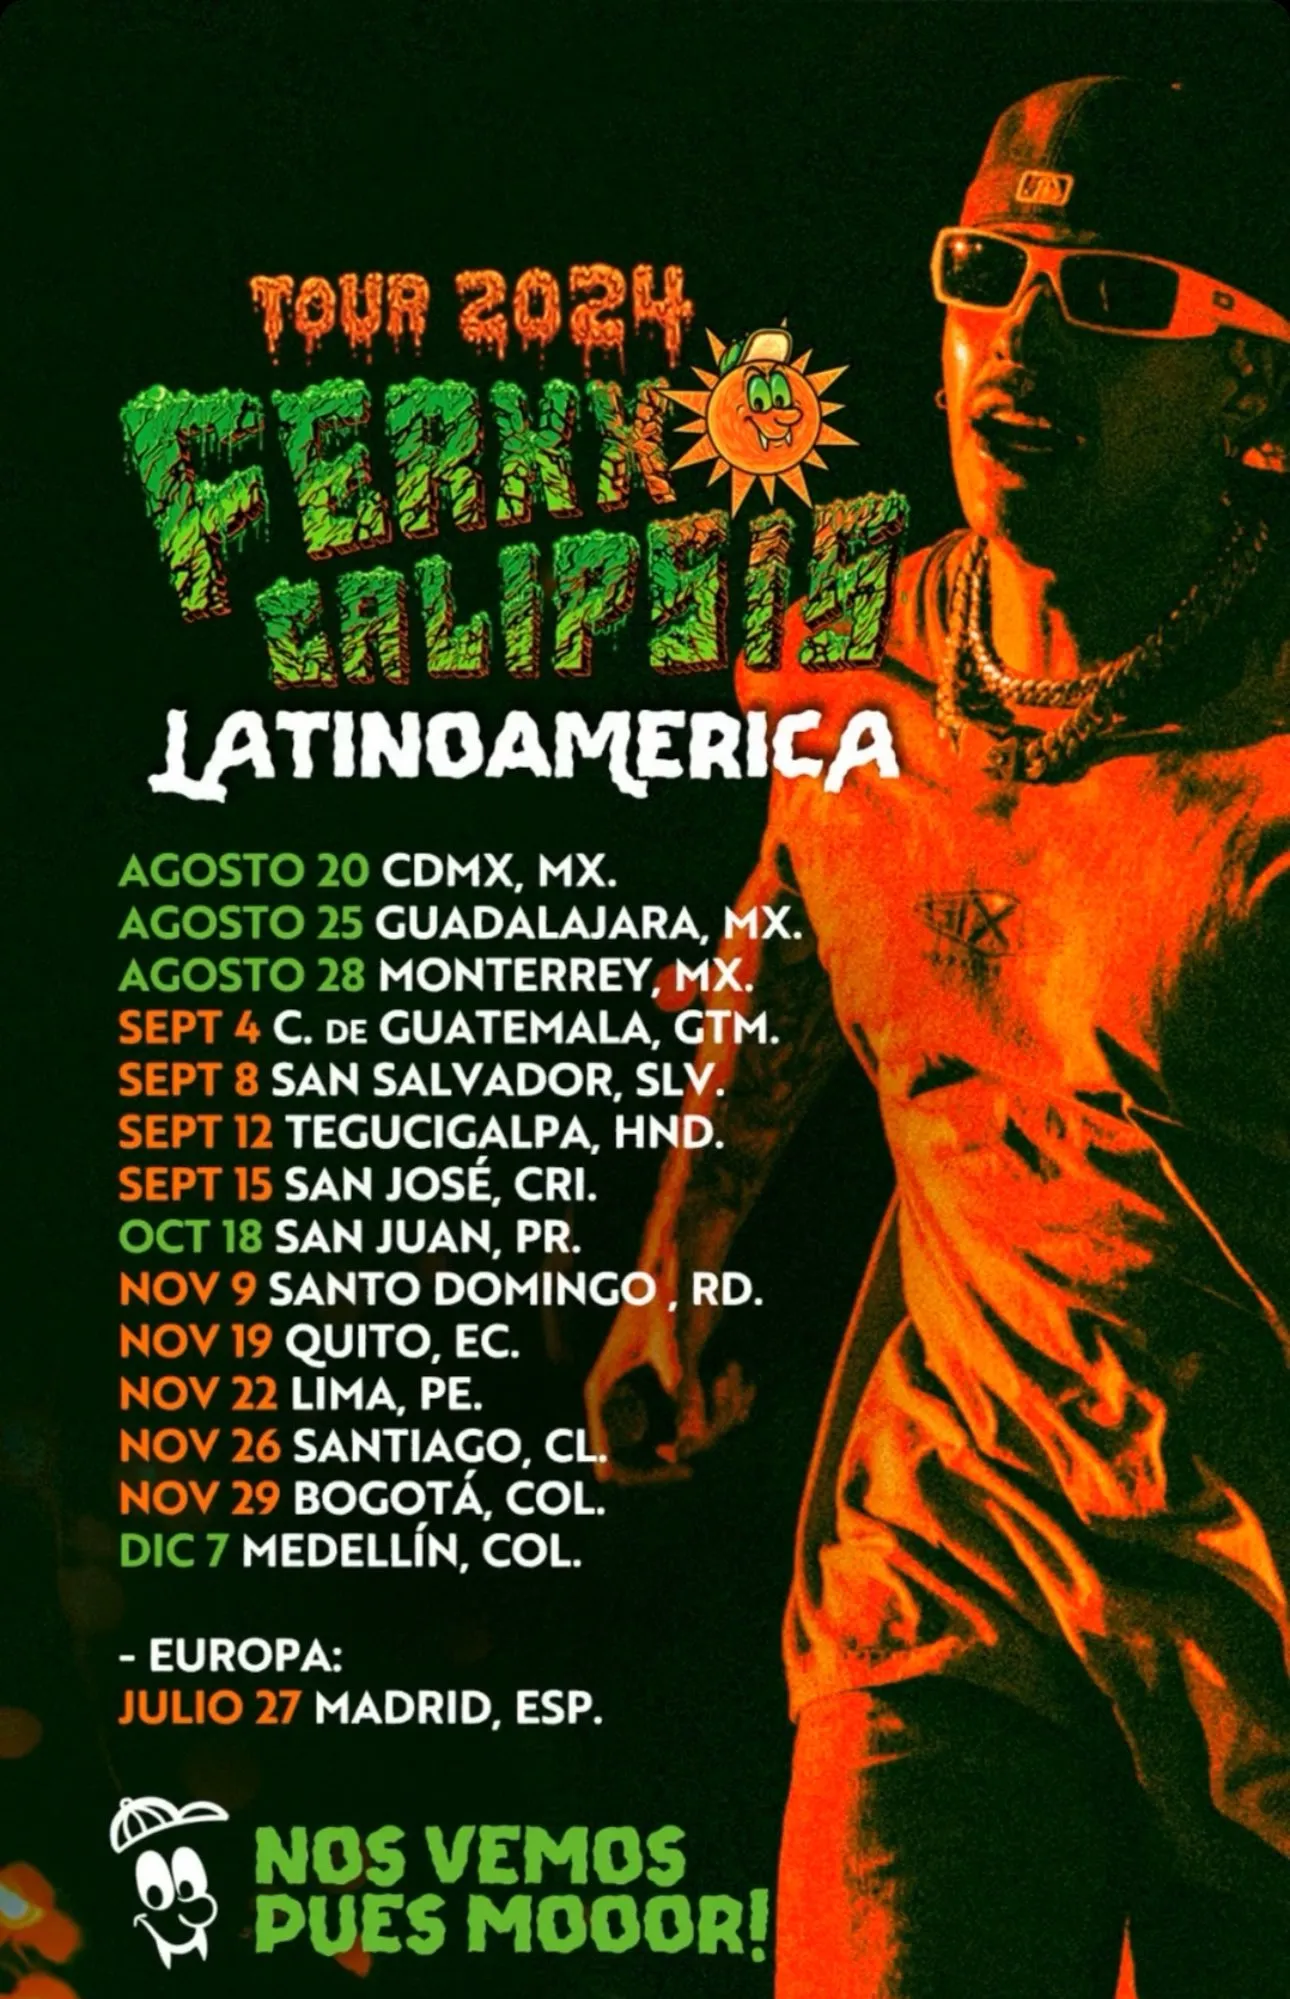 TOUR 2024
FERXXO
CALIPSIS
LATINOAMERICA
AGOSTO 20 CDMX, MX.
AGOSTO 25 GUADALAJARA, MX.
AGOSTO 28 MONTERREY, MX.
SEPT 4 C. DE GUATEMALA, GTM.
SEPT 8 SAN SALVADOR, SLV.
SEPT 12 TEGUCIGALPA, HND.
SEPT 15 SAN JOSÉ, CRI.
OCT 18 SAN JUAN, PR.
NOV 9 SANTO DOMINGO , RD.
NOV 19 QUITO, EC.
NOV 22 LIMA, PE.
NOV 26 SANTIAGO, CL.
NOV 29 BOGOTÁ, COL.
DIC 7 MEDELLÍN, COL.
- EUROPA:
JULIO 27 MADRID, ESP.
NOS VEMOS
PUES MOOOR!